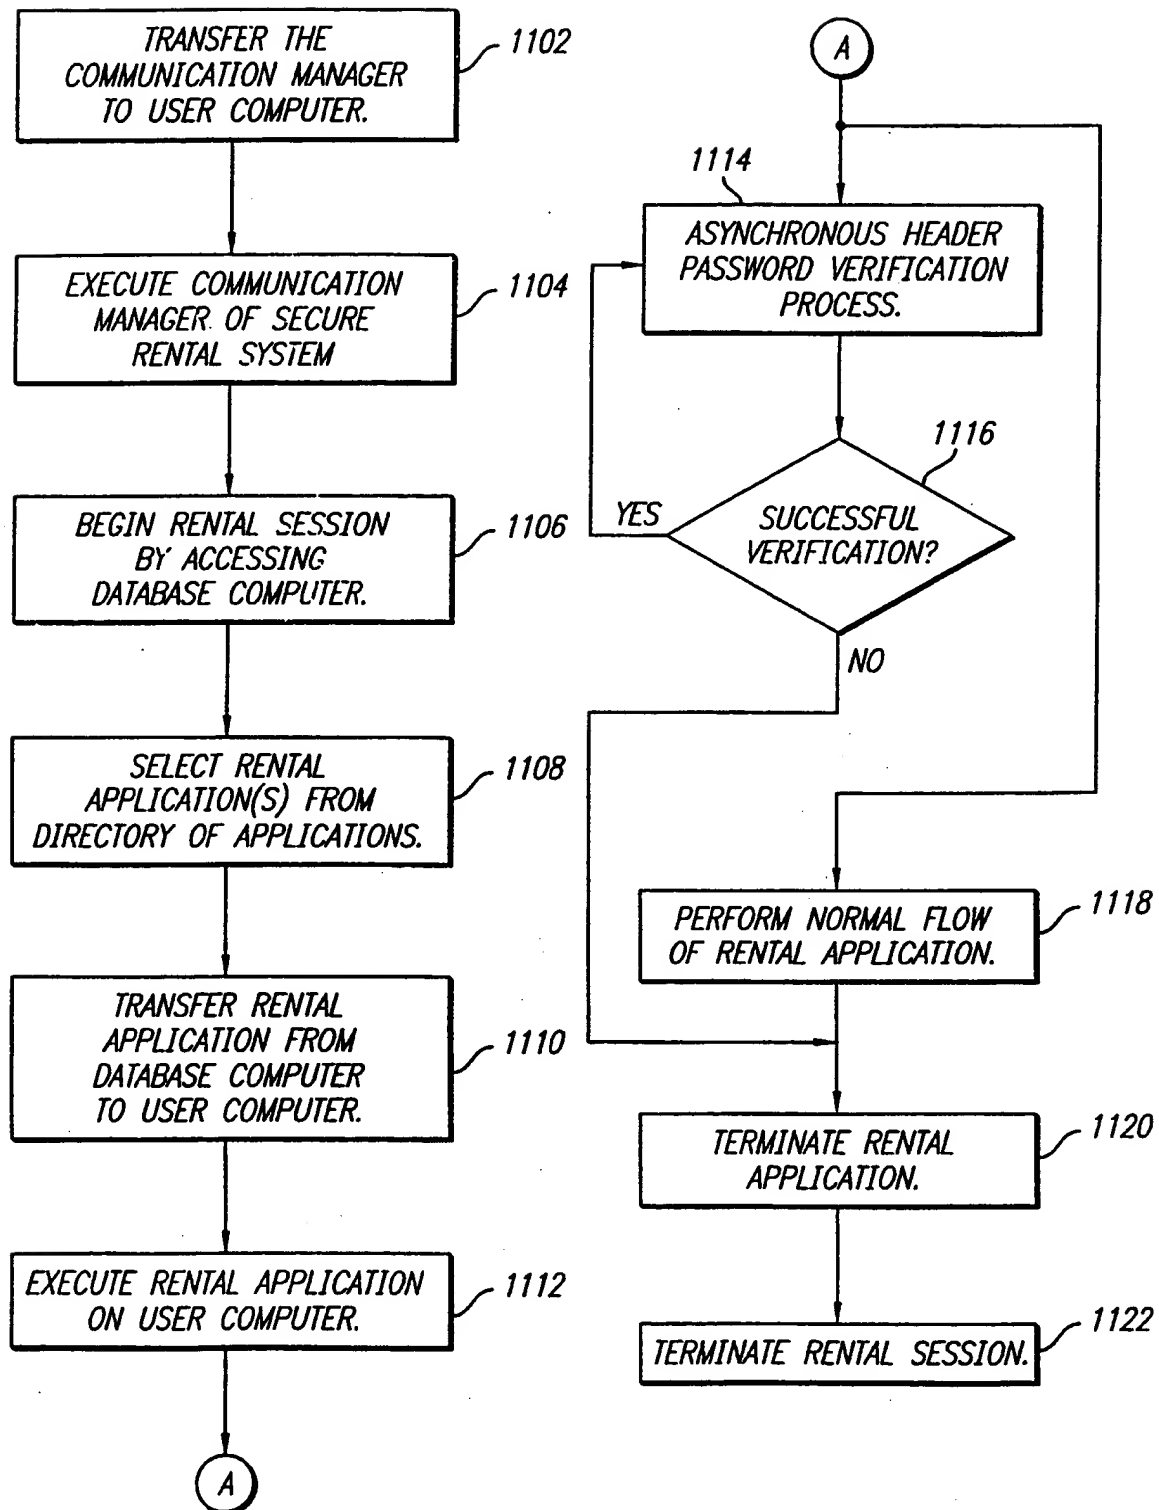 TRANSFER THE
COMMUNICATION MANAGER
TO USER COMPUTER.
1102
EXECUTE COMMUNICATION
MANAGER OF SECURE
RENTAL SYSTEM
1104
BEGIN RENTAL SESSION
BY ACCESSING
DATABASE COMPUTER.
1106
SELECT RENTAL
APPLICATION(S) FROM
DIRECTORY OF APPLICATIONS.
1108
TRANSFER RENTAL
APPLICATION FROM
DATABASE COMPUTER
TO USER COMPUTER.
1110
EXECUTE RENTAL APPLICATION
ON USER COMPUTER.
1112
A
A
1114
ASYNCHRONOUS HEADER
PASSWORD VERIFICATION
PROCESS.
1116
YES
SUCCESSFUL
VERIFICATION?
NO
PERFORM NORMAL FLOW
OF RENTAL APPLICATION.
1118
TERMINATE RENTAL
APPLICATION.
1120
TERMINATE RENTAL SESSION.
1122